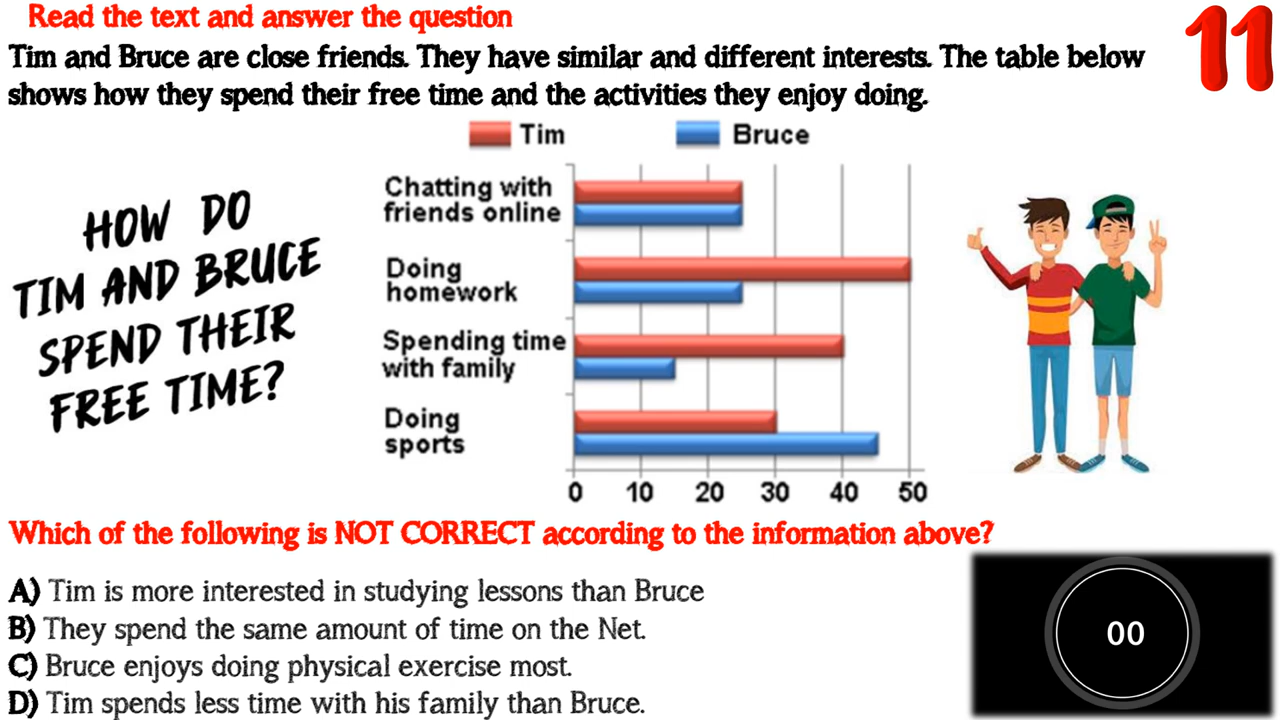 Read the text and answer the question
11
Tim and Bruce are close friends. They have similar and different interests. The table below
shows how they spend their free time and the activities they enjoy doing.
Tim
Bruce
HOW DO
TIM AND BRUCE
SPEND THEIR
FREE TIME?
Chatting with
friends online
Doing
homework
Spending time
with family
Doing
sports
0 10 20 30 40 50
Which of the following is NOT CORRECT according to the information above?
A) Tim is more interested in studying lessons than Bruce
B) They spend the same amount of time on the Net.
C) Bruce enjoys doing physical exercise most.
D) Tim spends less time with his family than Bruce.
00